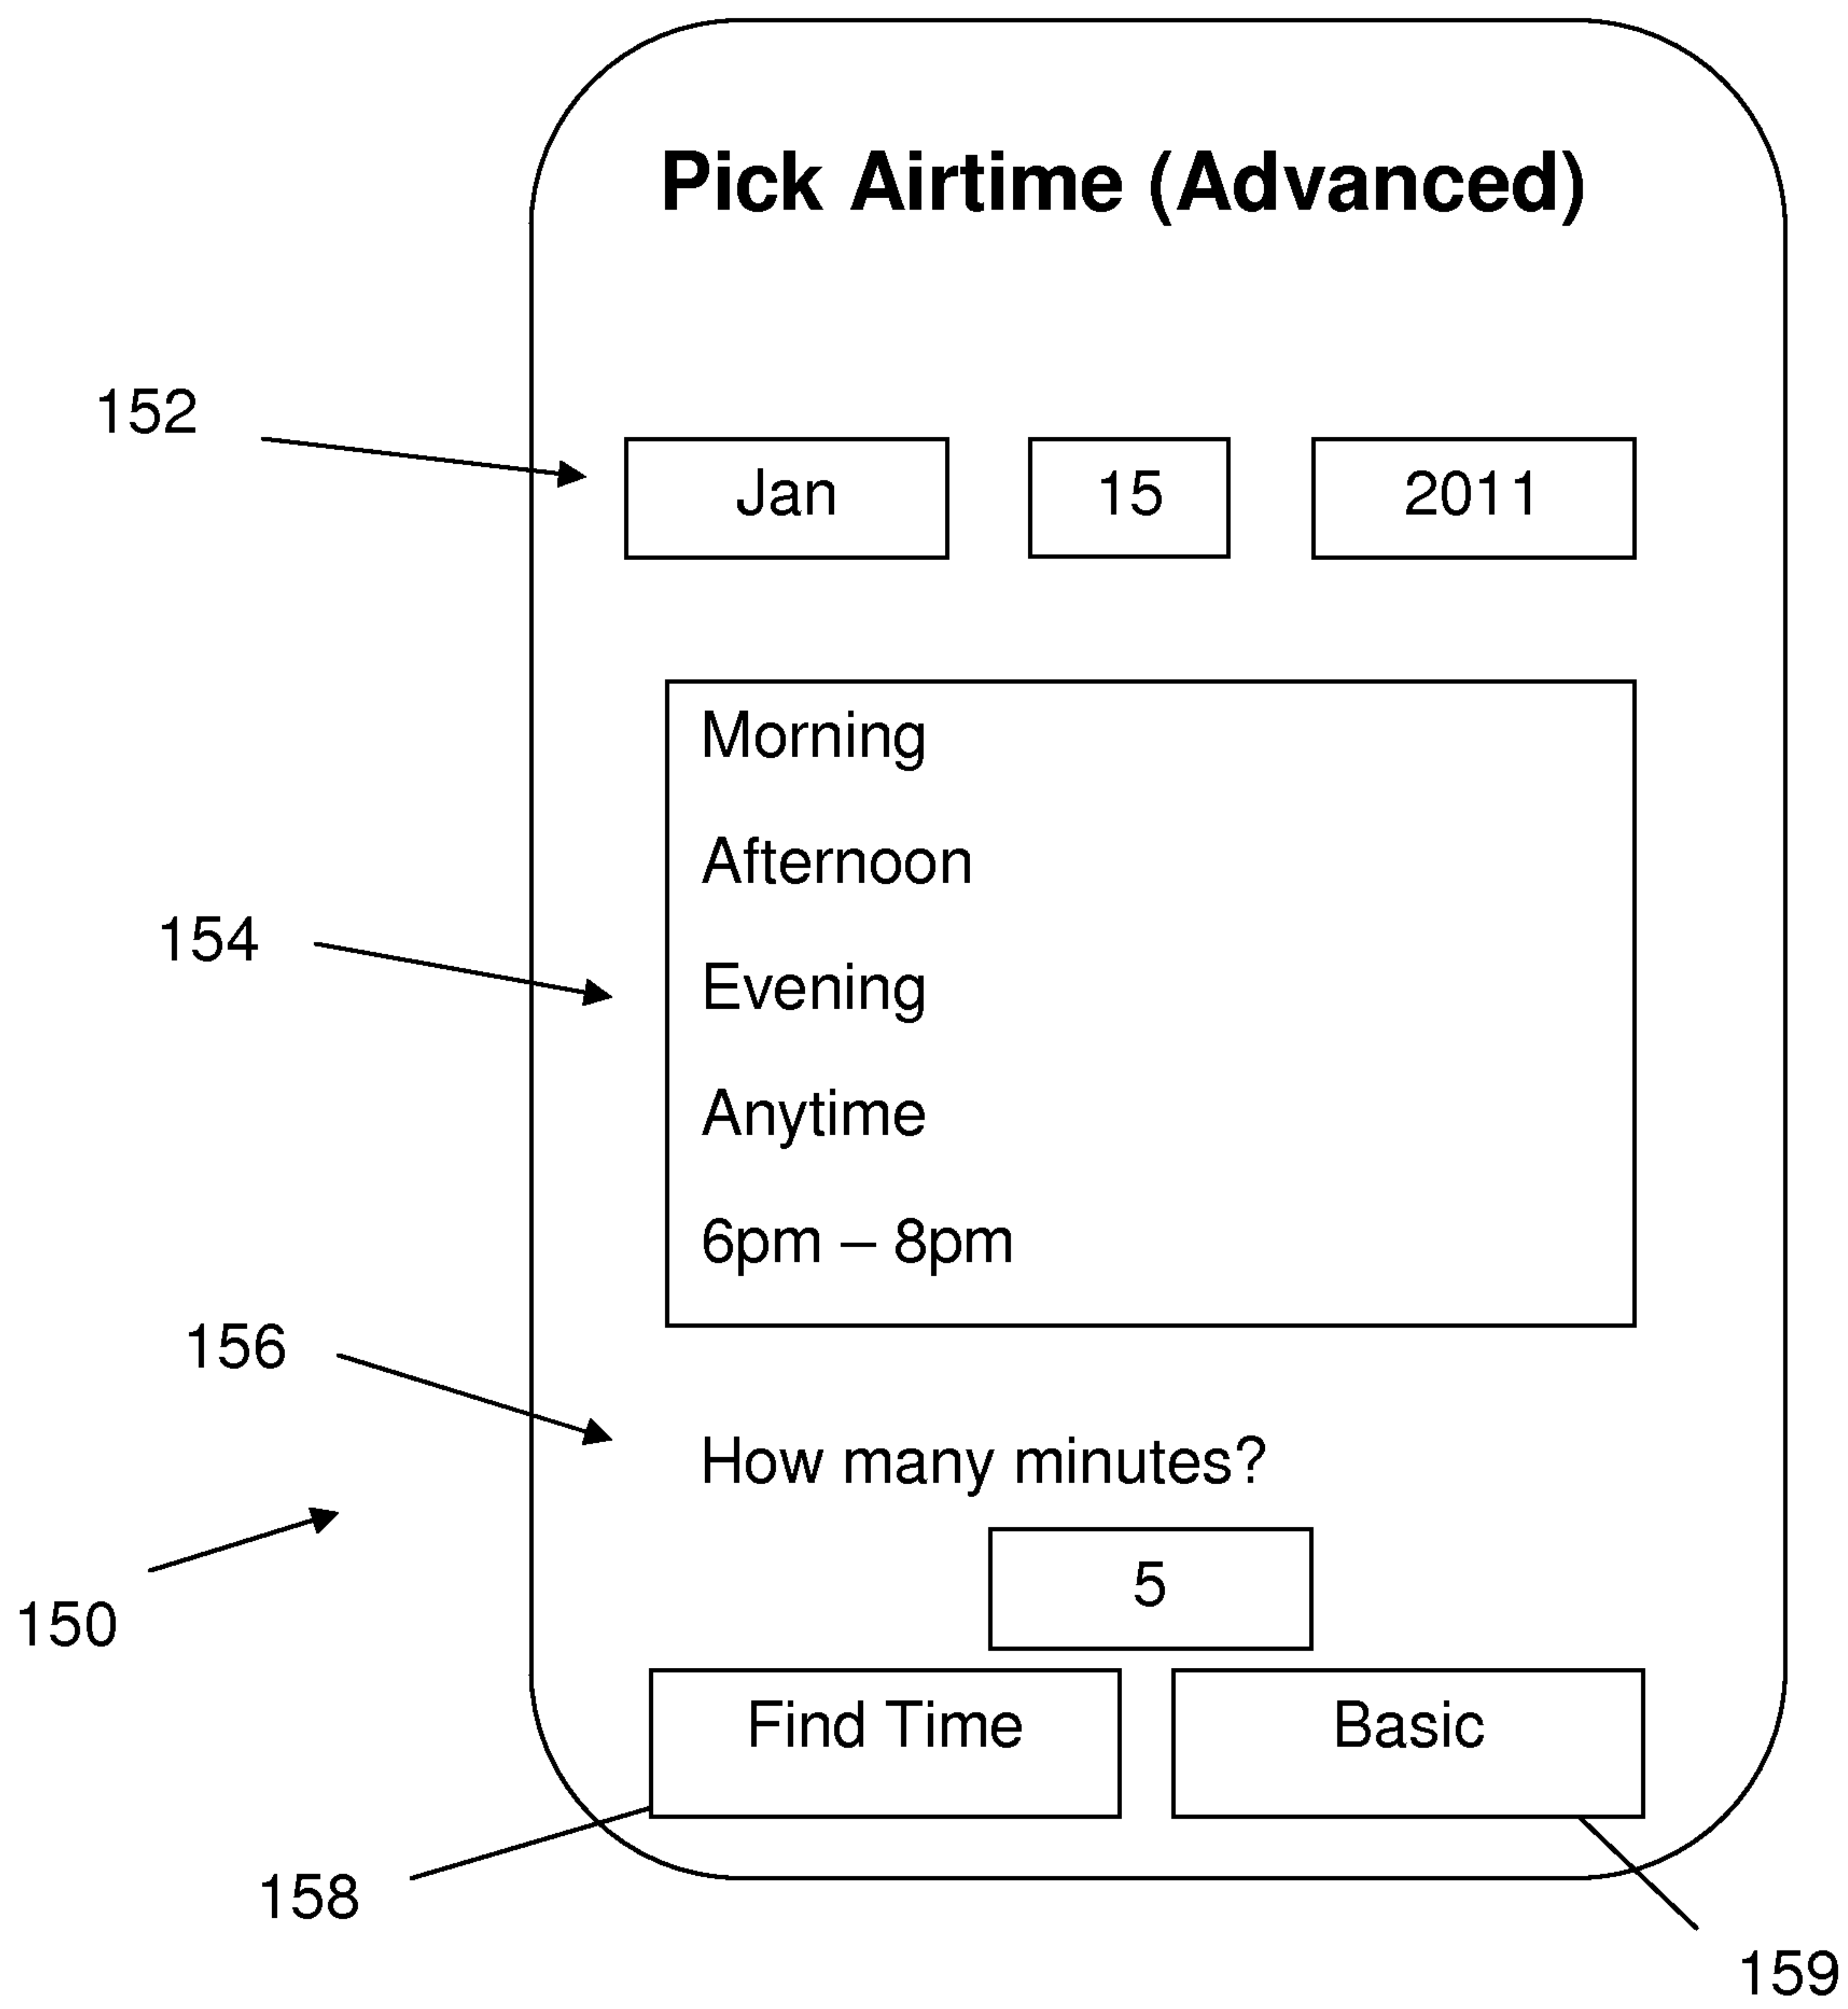 Pick Airtime (Advanced)
152
Jan 15 2011
Morning
Afternoon
154
Evening
Anytime
6pm – 8pm
156
How many minutes?
150
5
Find Time Basic
158
159